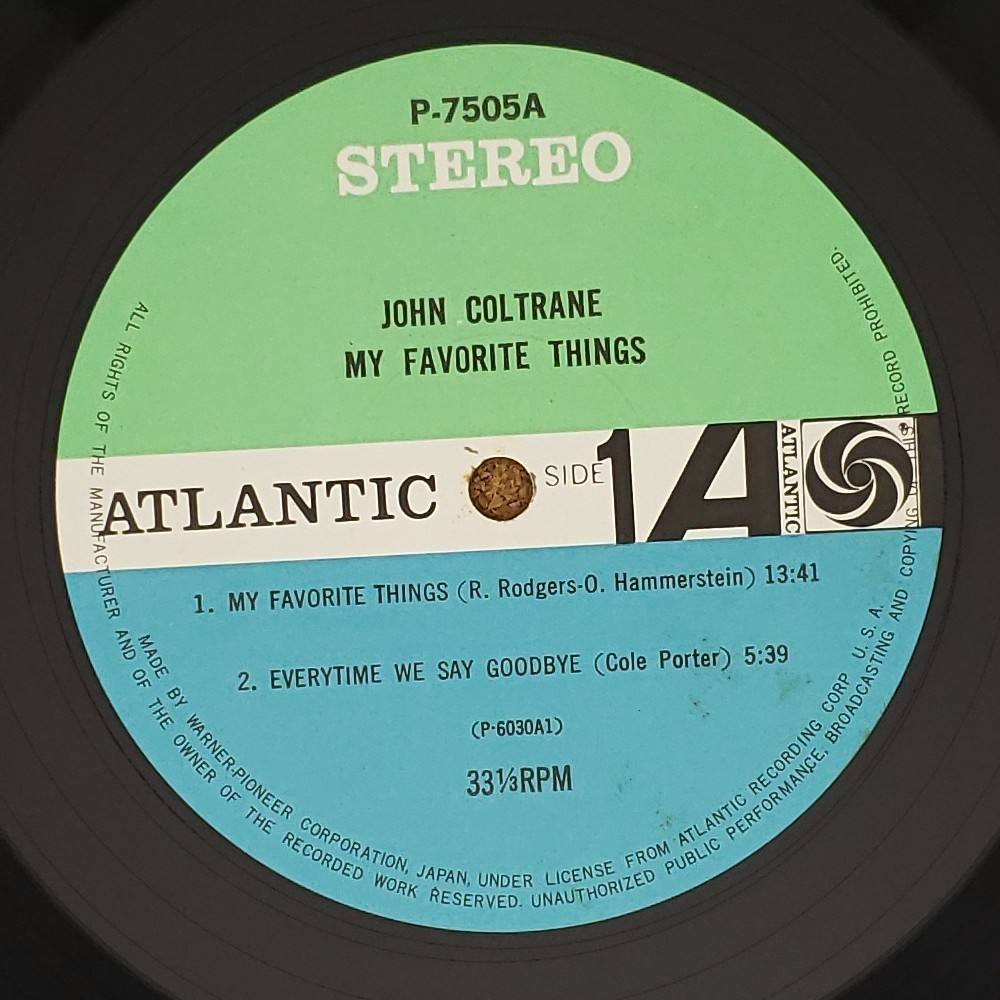 P-7505A
STEREO
JOHN COLTRANE
MY FAVORITE THINGS
ATLANTIC
SIDE 1
A
ATLANTIC
1. MY FAVORITE THINGS (R. Rodgers-O. Hammerstein) 13:41
2. EVERYTIME WE SAY GOODBYE (Cole Porter) 5:39
(P-6030A1)
33⅓RPM
MADE BY WARNER-PIONEER CORPORATION, JAPAN, UNDER LICENSE FROM ATLANTIC RECORDING CORP U. S. A.
ALL RIGHTS OF THE MANUFACTURER AND OF THE OWNER OF THE RECORDED WORK RESERVED. UNAUTHORIZED PUBLIC PERFORMANCE, BROADCASTING AND COPYING OF THIS RECORD PROHIBITED.